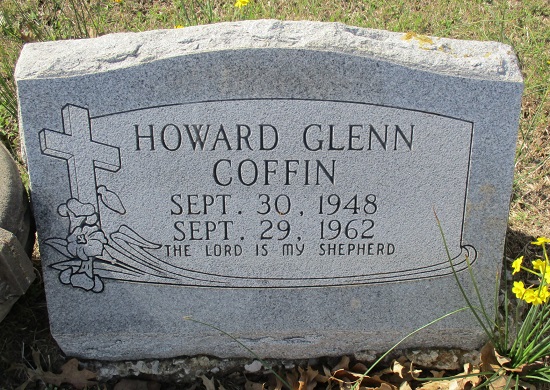 HOWARD GLENN
COFFIN
SEPT. 30, 1948
SEPT. 29, 1962
THE LORD IS MY SHEPHERD